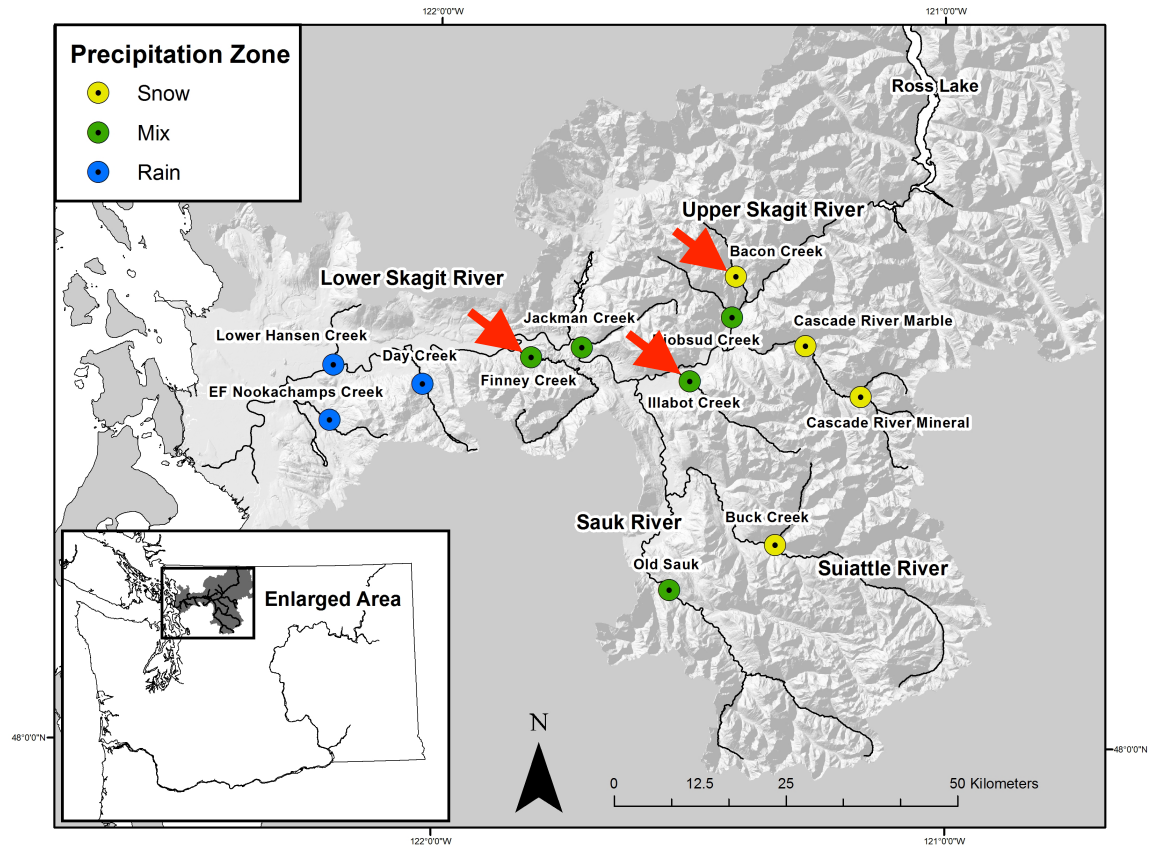 122°0'0"W
121°0'0"W
Precipitation Zone
Snow
Mix
Rain
Ross Lake
Upper Skagit River
Bacon Creek
Lower Skagit River
Jackman Creek
Cascade River Marble
Lower Hansen Creek
Creek
Day Creek
Finney Creek
EF Nookachamps Creek
Illabot Creek
Cascade River Mineral
Buck Creek
Sauk River
Old Sauk
Suiattle River
Enlarged Area
N
48°0'0"N
48°0'0"N
0
12.5
25
50 Kilometers
122°0'0"W
121°0'0"W